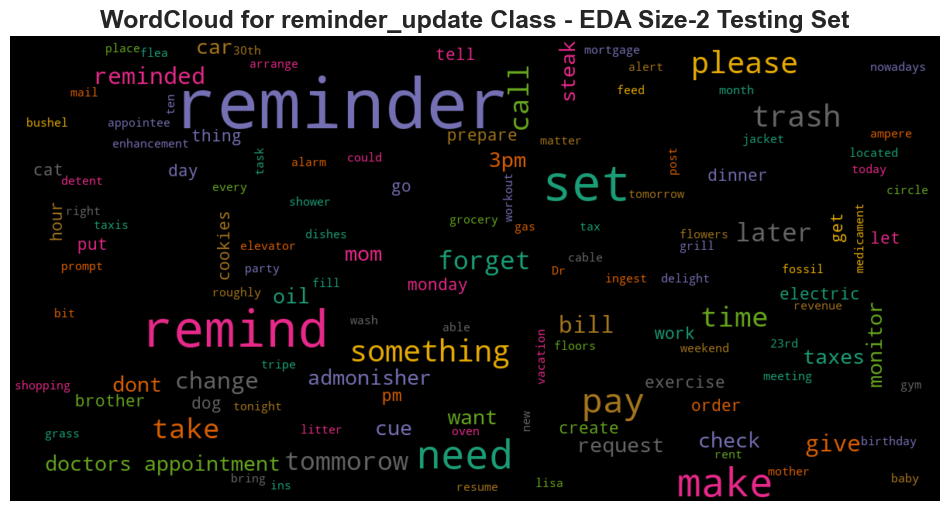 WordCloud for reminder_update Class - EDA Size-2 Testing Set
place
flea
car
30th
arrange
tell
steak
mortgage
please
alert
nowadays
reminded
mail
ten
reminder
call
feed
month
trash
bushel
appointee
thing
enhancement
prepare
matter
jacket
ampere
located
cat
detent
day
task
alarm
could
3pm
post
dinner
today
every
go
workout
set
tomorrow
circle
hour
right
taxis
shower
grocery
gas
tax
flowers
later
get
medicament
let
put
cookies
elevator
dishes
mom
forget
cable
grill
prompt
party
roughly
fill
oil
monday
Dr
ingest
delight
fossil
electric
revenue
bit
remind
wash
able
something
vacation
bill
floors
work
time
weekend
23rd
taxes
monitor
tripe
meeting
shopping
dont
change
admonisher
pm
exercise
gym
brother
dog
tonight
want
new
pay
order
create
grass
take
litter
cue
oven
need
request
check
rent
give
birthday
doctors appointment
bring
ins
tommorow
resume
lisa
make
mother
baby